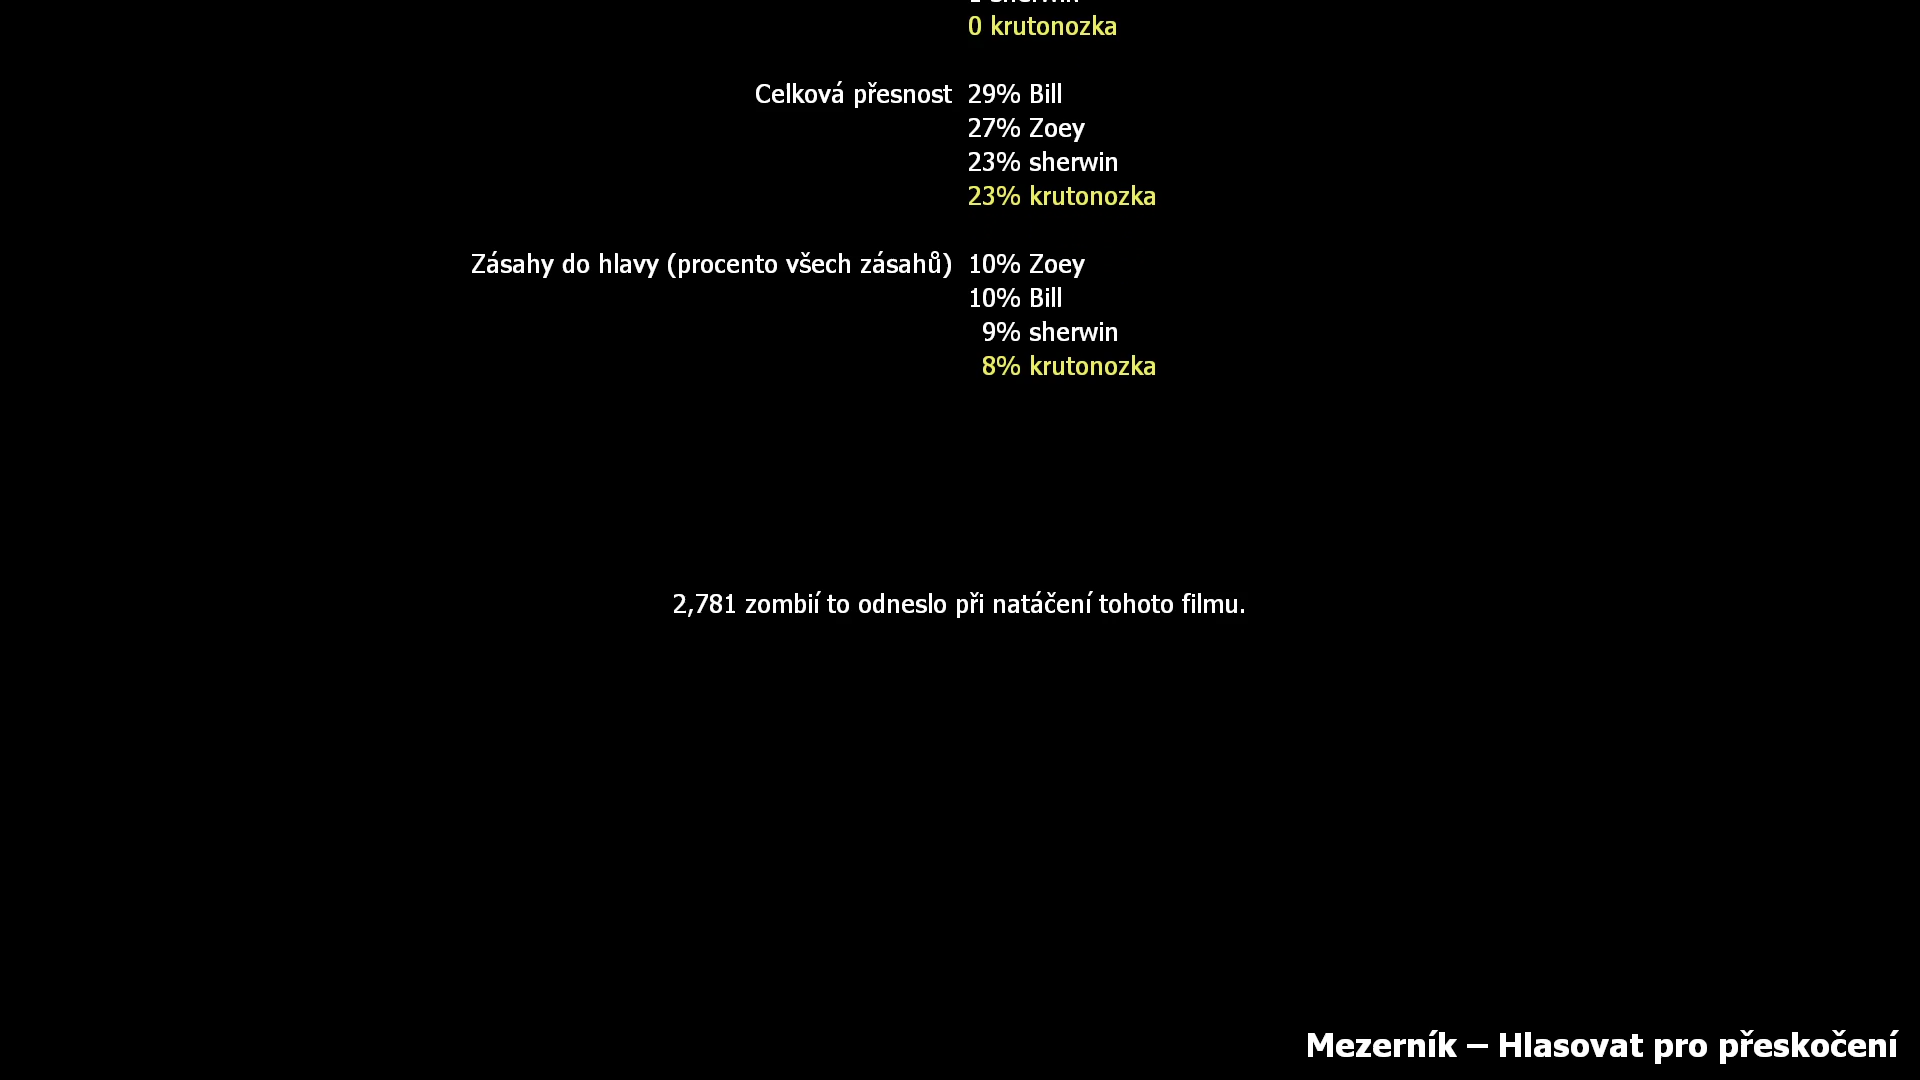 1 sherwin
0 krutonozka
Celková přesnost 29% Bill
27% Zoey
23% sherwin
23% krutonozka
Zásahy do hlavy (procento všech zásahů) 10% Zoey
10% Bill
9% sherwin
8% krutonozka
2,781 zombií to odneslo při natáčení tohoto filmu.
Mezerník – Hlasovat pro přeskočení